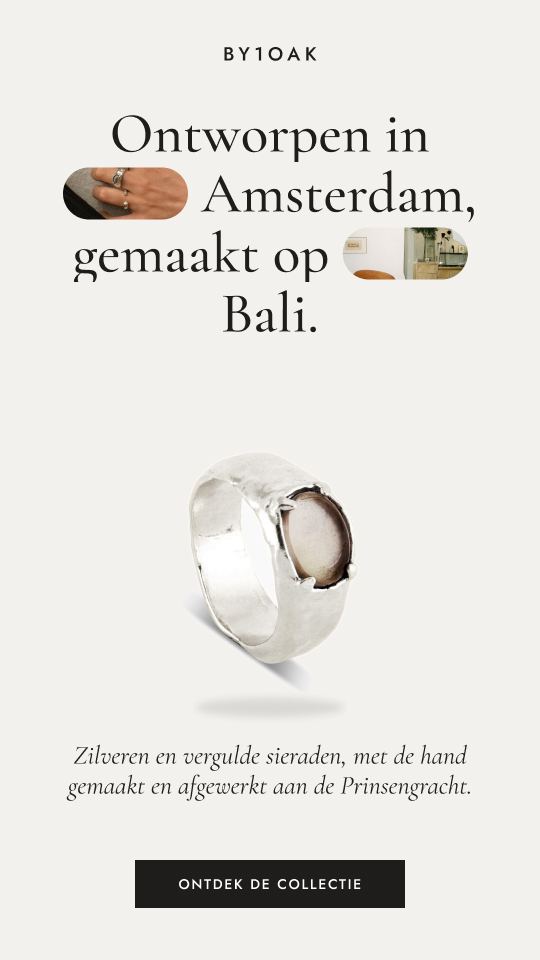 BY1OAK
Ontworpen in
Amsterdam,
gemaakt op
Bali.
Zilveren en vergulde sieraden, met de hand
gemaakt en afgewerkt aan de Prinsengracht.
ONTDEK DE COLLECTIE